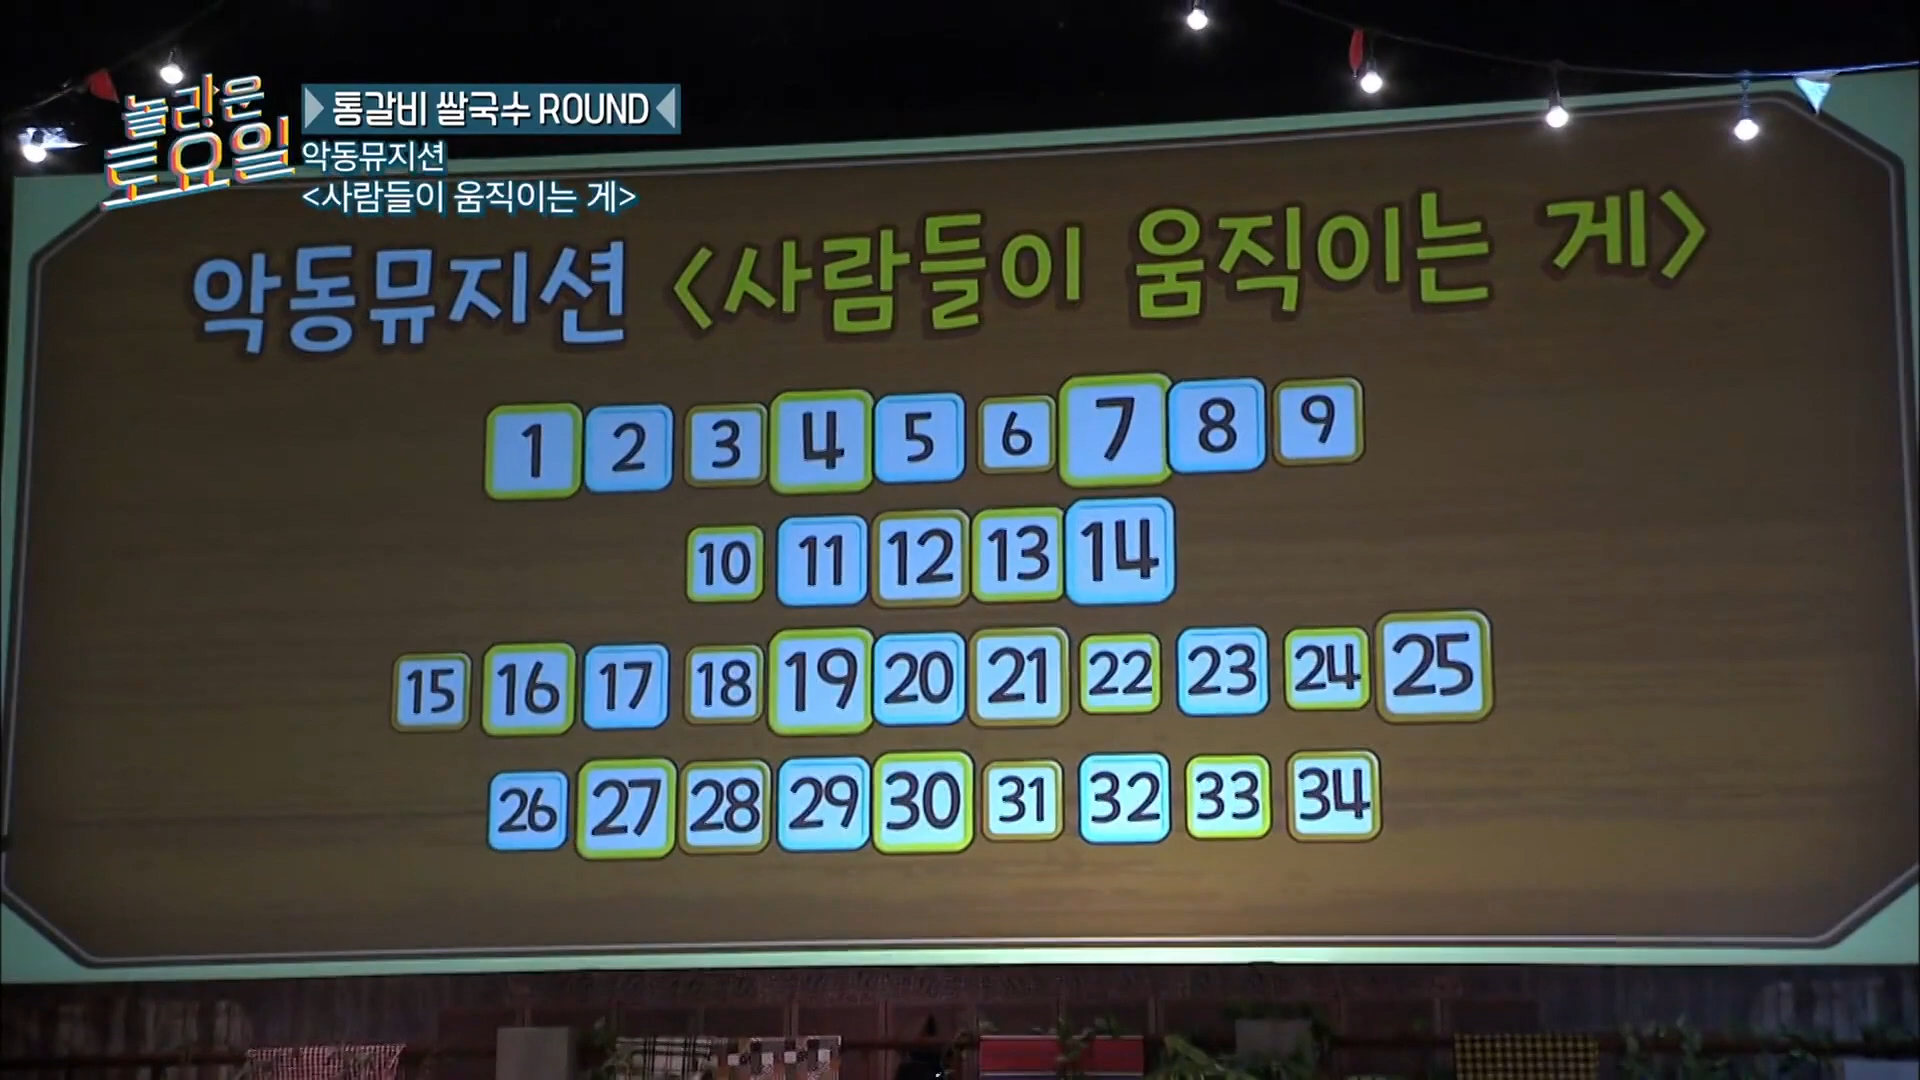 놀라운
토요일
통갈비 쌀국수 ROUND
악동뮤지션
<사람들이 움직이는 게>
악동뮤지션 <사람들이 움직이는 게>
1 2 3 4 5 6 7 8 9
10 11 12 13 14
15 16 17 18 19 20 21 22 23 24 25
26 27 28 29 30 31 32 33 34